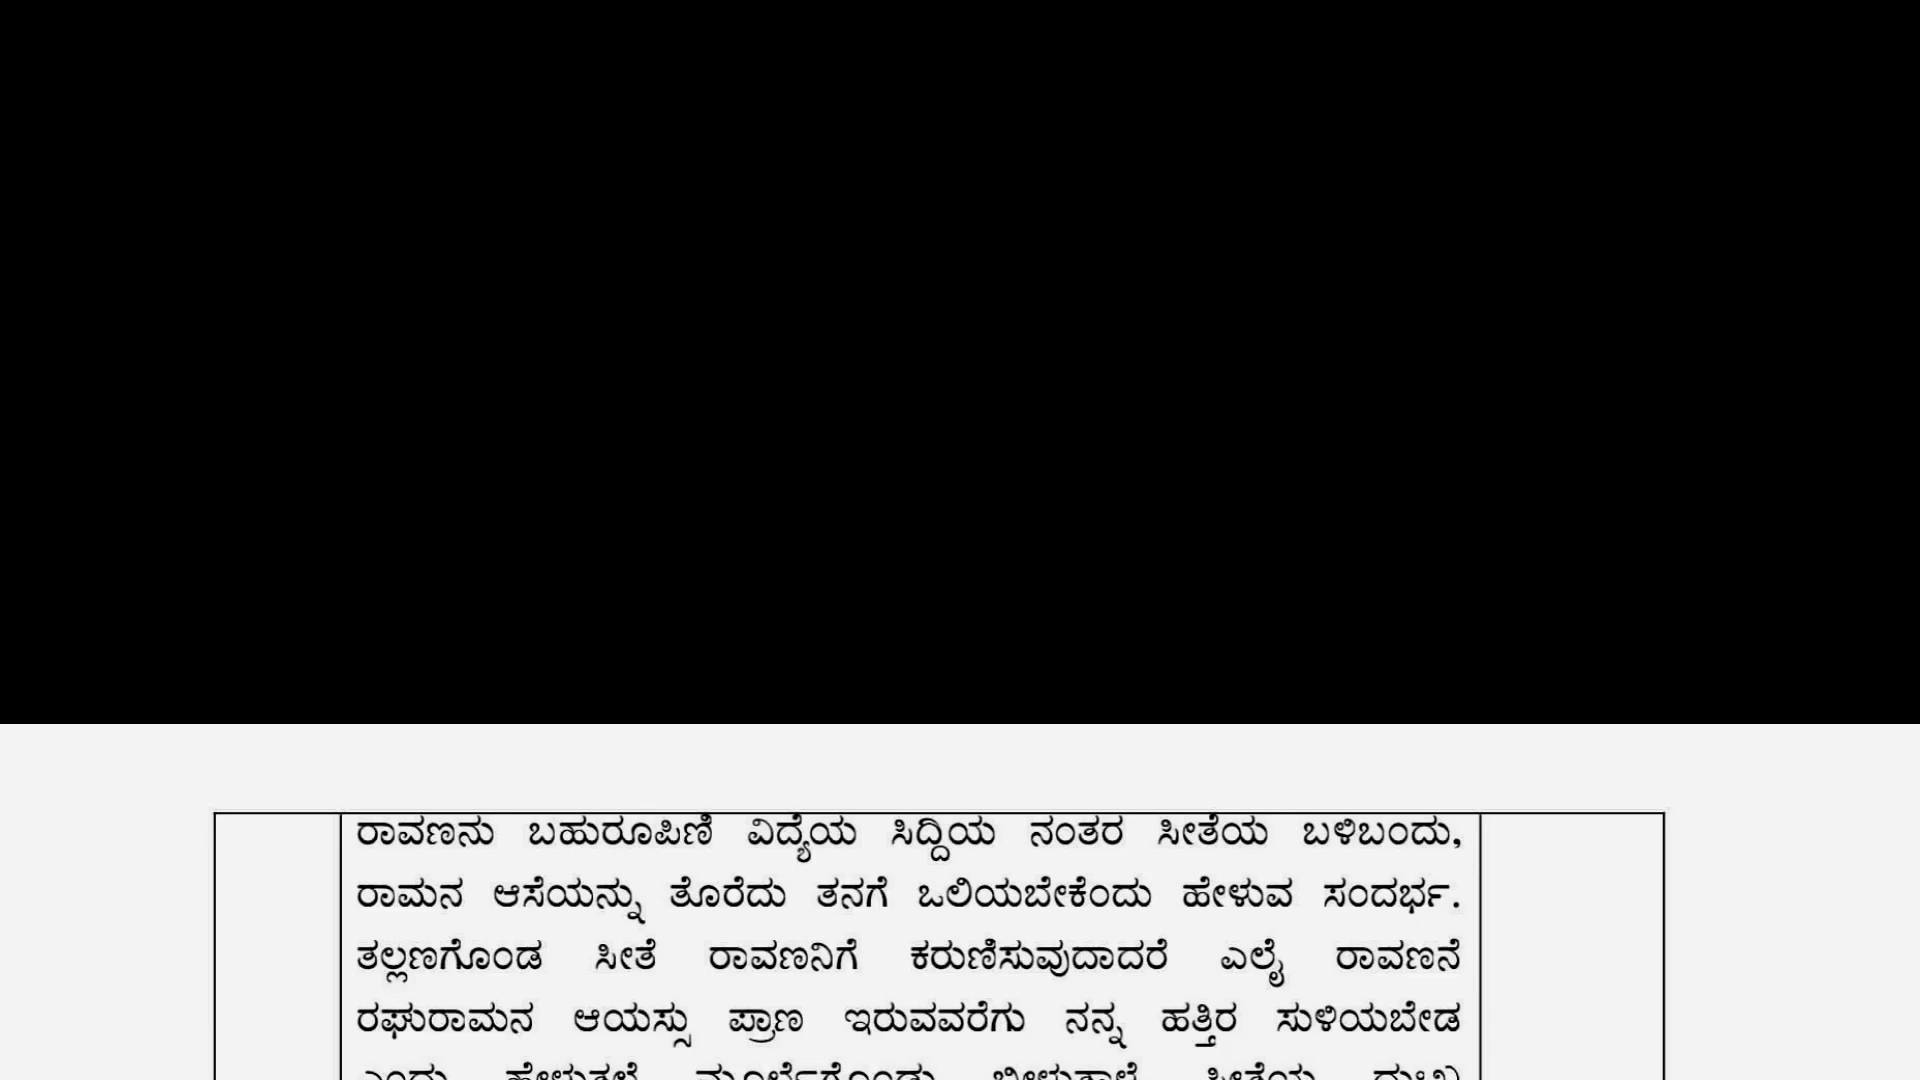 ರಾವಣನು ಬಹುರೂಪಿಣಿ ವಿದ್ಯೆಯ ಸಿದ್ದಿಯ ನಂತರ ಸೀತೆಯ ಬಳಿಬಂದು,
ರಾಮನ ಆಸೆಯನ್ನು ತೊರೆದು ತನಗೆ ಒಲಿಯಬೇಕೆಂದು ಹೇಳುವ ಸಂದರ್ಭ.
ತಲ್ಲಣಗೊಂಡ ಸೀತೆ ರಾವಣನಿಗೆ ಕರುಣಿಸುವುದಾದರೆ ಎಲೈ ರಾವಣನೆ
ರಘುರಾಮನ ಆಯಸ್ಸು ಪ್ರಾಣ ಇರುವವರೆಗು ನನ್ನ ಹತ್ತಿರ ಸುಳಿಯಬೇಡ